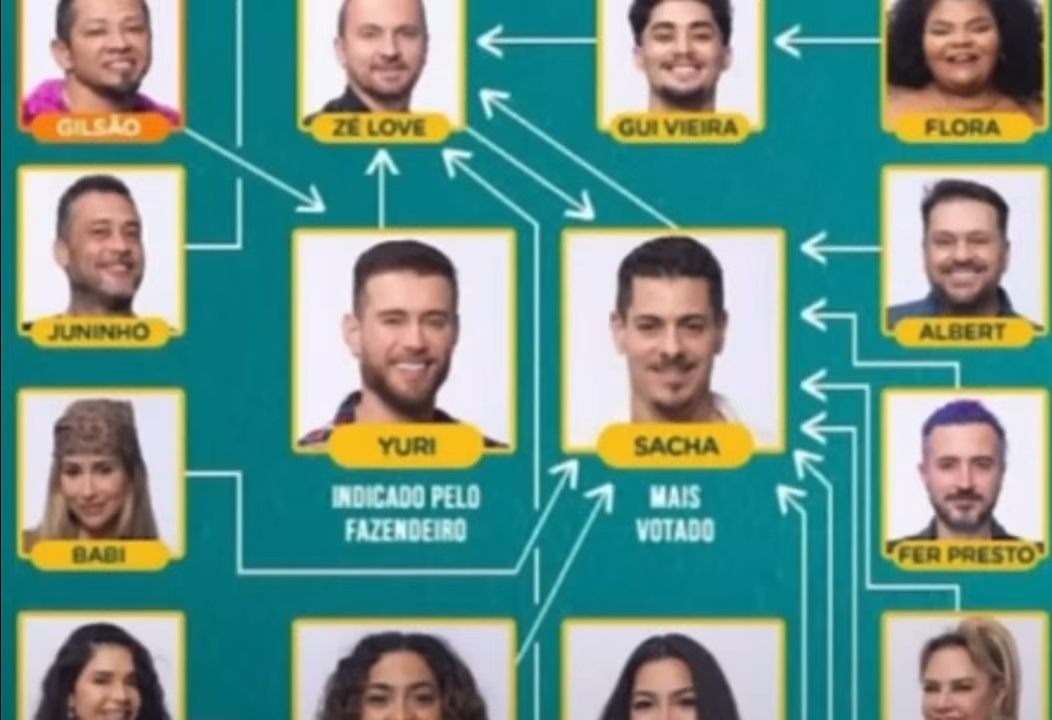 GILSÃO
ZÉ LOVE
GUI VIEIRA
FLORA
JUNINHO
ALBERT
YURI
SACHA
INDICADO PELO
FAZENDEIRO
MAIS
VOTADO
BABI
FER PRESTO